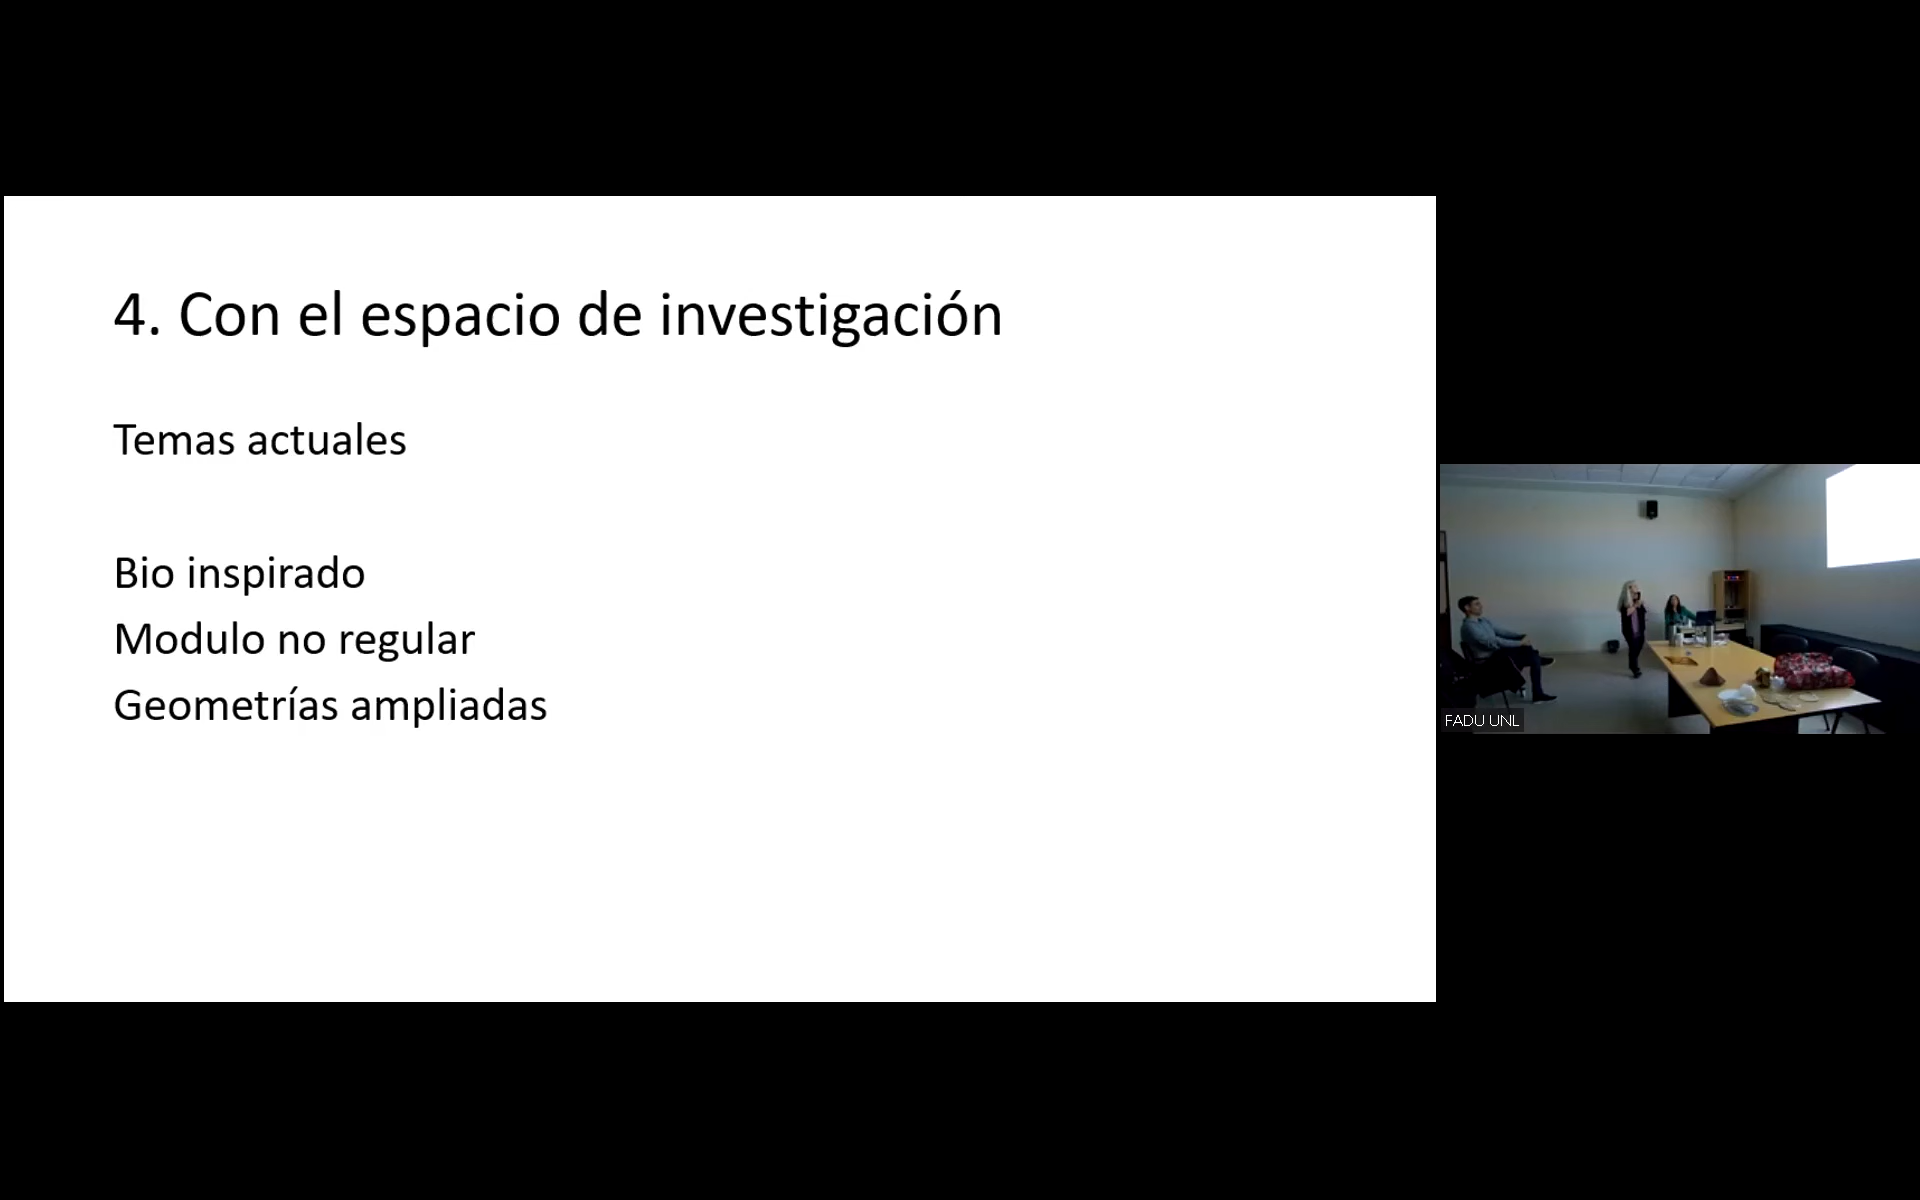 4. Con el espacio de investigación
Temas actuales
Bio inspirado
Modulo no regular
Geometrías ampliadas
FADU UNL